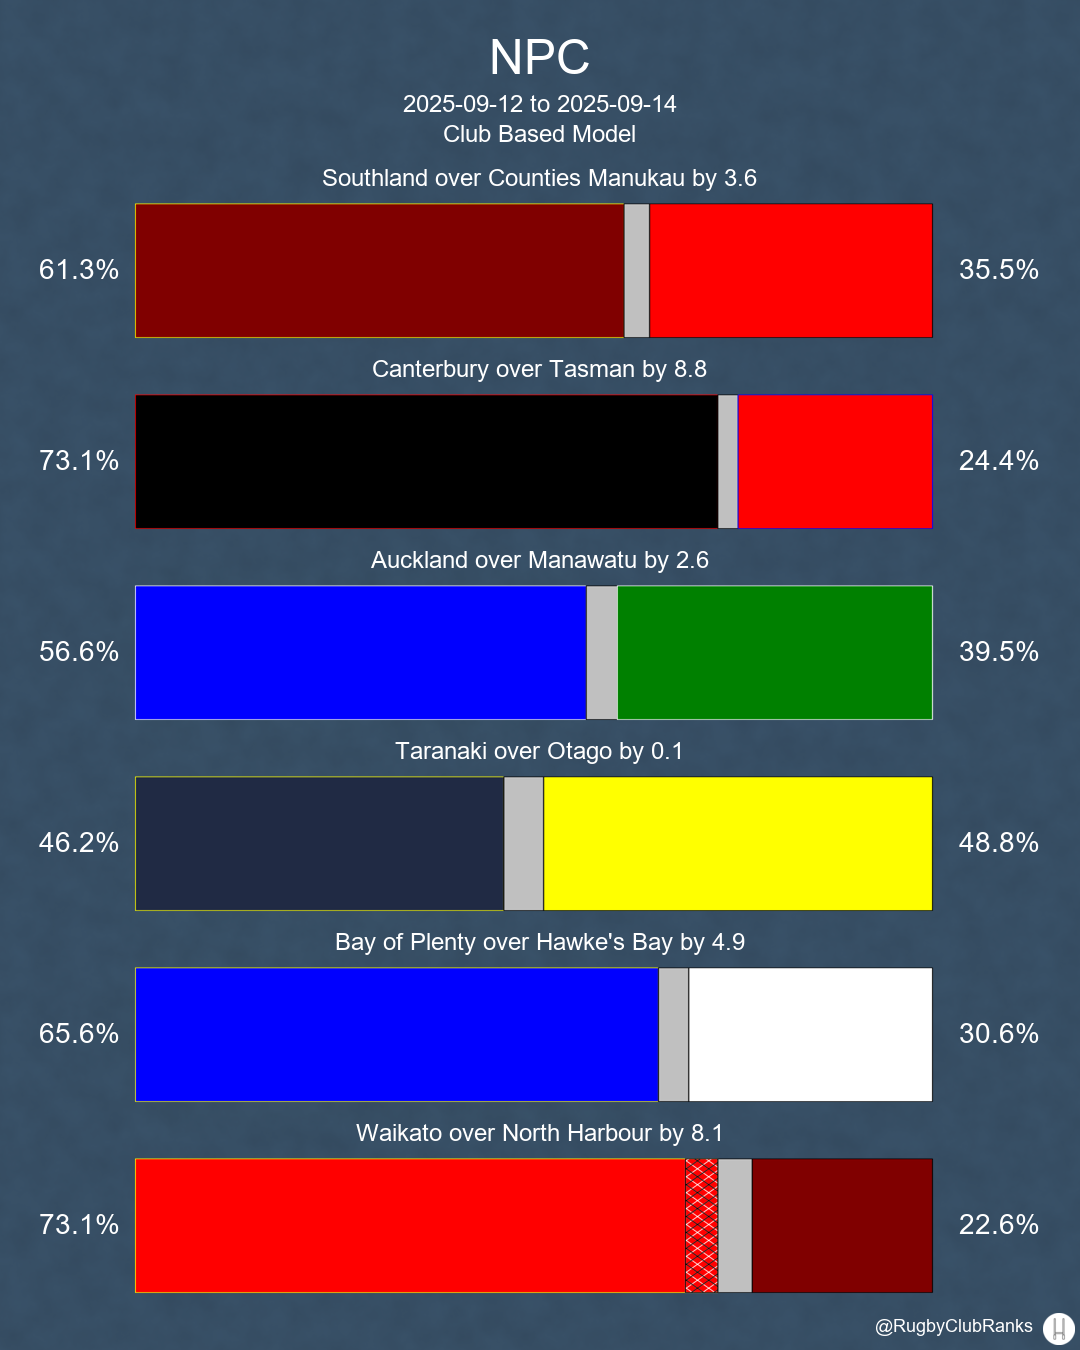 NPC
2025-09-12 to 2025-09-14
Club Based Model
Southland over Counties Manukau by 3.6
61.3%
35.5%
Canterbury over Tasman by 8.8
73.1%
24.4%
Auckland over Manawatu by 2.6
56.6%
39.5%
Taranaki over Otago by 0.1
46.2%
48.8%
Bay of Plenty over Hawke's Bay by 4.9
65.6%
30.6%
Waikato over North Harbour by 8.1
73.1%
22.6%
@RugbyClubRanks